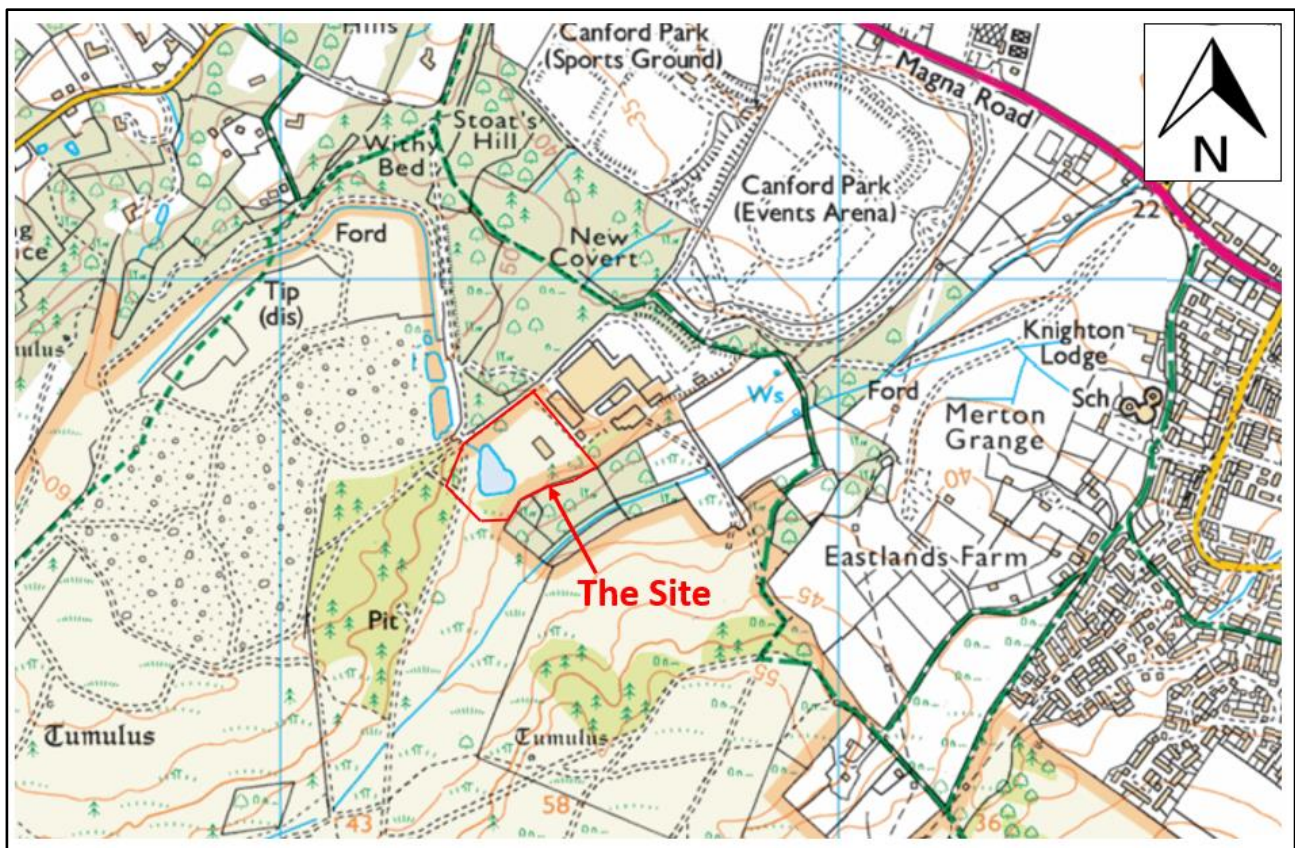 Hills
Canford Park
(Sports Ground)
Magna Road
N
35
Stoat's
Hill
40
Withy
Bed
Canford Park
(Events Arena)
22
Ford
New
Covert
50
Tip
(dis)
Knighton
Lodge
Ws
Ford
Sch
Merton
Grange
40
60
Eastlands Farm
The Site
45
Pit
55
Tumulus
Tumulus
58
43
36